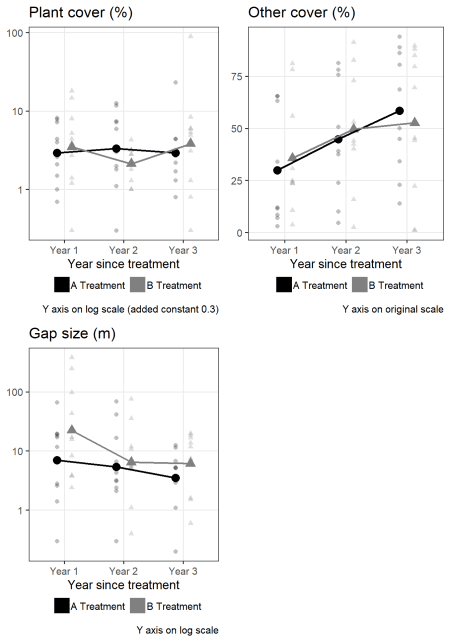 Plant cover (%)
100
10
1
Year 1 Year 2 Year 3
Year since treatment
A Treatment B Treatment
Y axis on log scale (added constant 0.3)
Other cover (%)
75
50
25
0
Year 1 Year 2 Year 3
Year since treatment
A Treatment B Treatment
Y axis on original scale
Gap size (m)
100
10
1
Year 1 Year 2 Year 3
Year since treatment
A Treatment B Treatment
Y axis on log scale